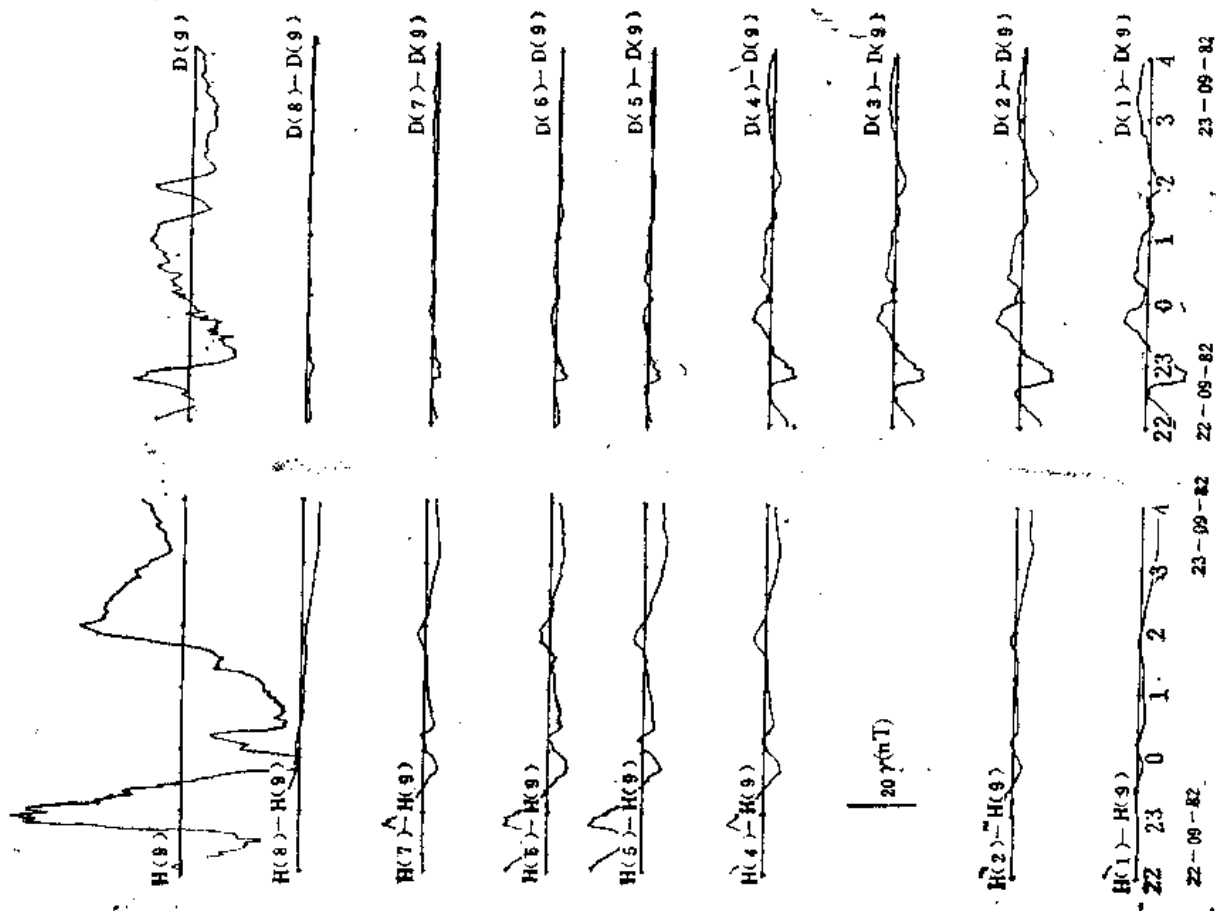 H(9) D(9)
H(8)–H(9) D(8)–D(9)
H(7)–H(9) D(7)–D(9)
H(6)–H(9) D(6)–D(9)
H(5)–H(9) D(5)–D(9)
H(4)–H(9) D(4)–D(9)
20 γ(nT) D(3)–D(9)
H(2)–H(9) D(2)–D(9)
H(1)–H(9) D(1)–D(9)
22 23 0 1 2 3 4 22 23 0 1 2 3 4
22-09-82 23-09-82 22-09-82 23-09-82